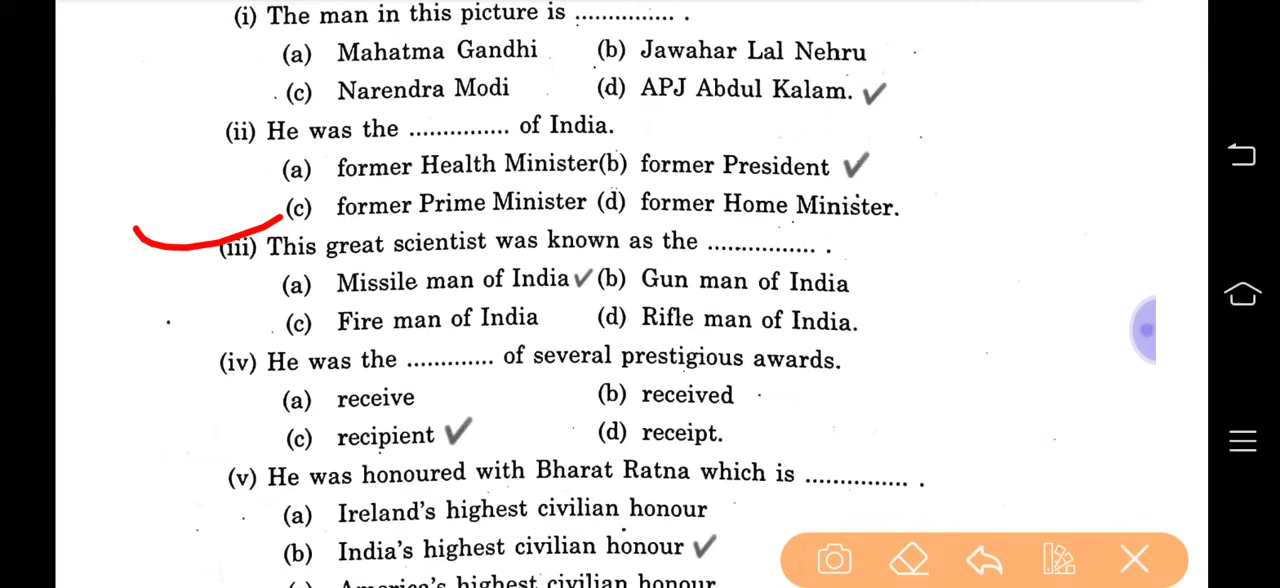 (i) The man in this picture is ............... .
(a) Mahatma Gandhi (b) Jawahar Lal Nehru
(c) Narendra Modi (d) APJ Abdul Kalam. ✓
(ii) He was the ............... of India.
(a) former Health Minister(b) former President ✓
(c) former Prime Minister (d) former Home Minister.
(iii) This great scientist was known as the ................ .
(a) Missile man of India ✓ (b) Gun man of India
(c) Fire man of India (d) Rifle man of India.
(iv) He was the ............. of several prestigious awards.
(a) receive (b) received
(c) recipient ✓ (d) receipt.
(v) He was honoured with Bharat Ratna which is ............... .
(a) Ireland's highest civilian honour
(b) India's highest civilian honour ✓
highest civilian honour